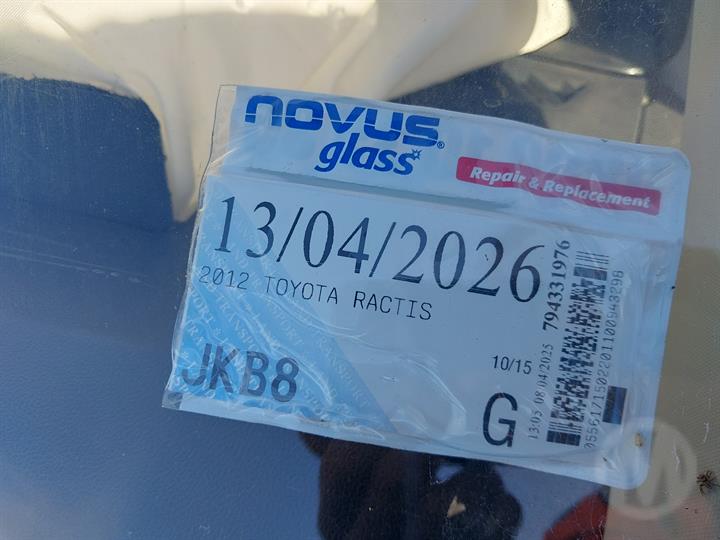 novus®
glass
Repair & Replacement
13/04/2026
2012 TOYOTA RACTIS
JKB8
10/15
G
13:05 08/04/2025 794331976
0556171502201100943298